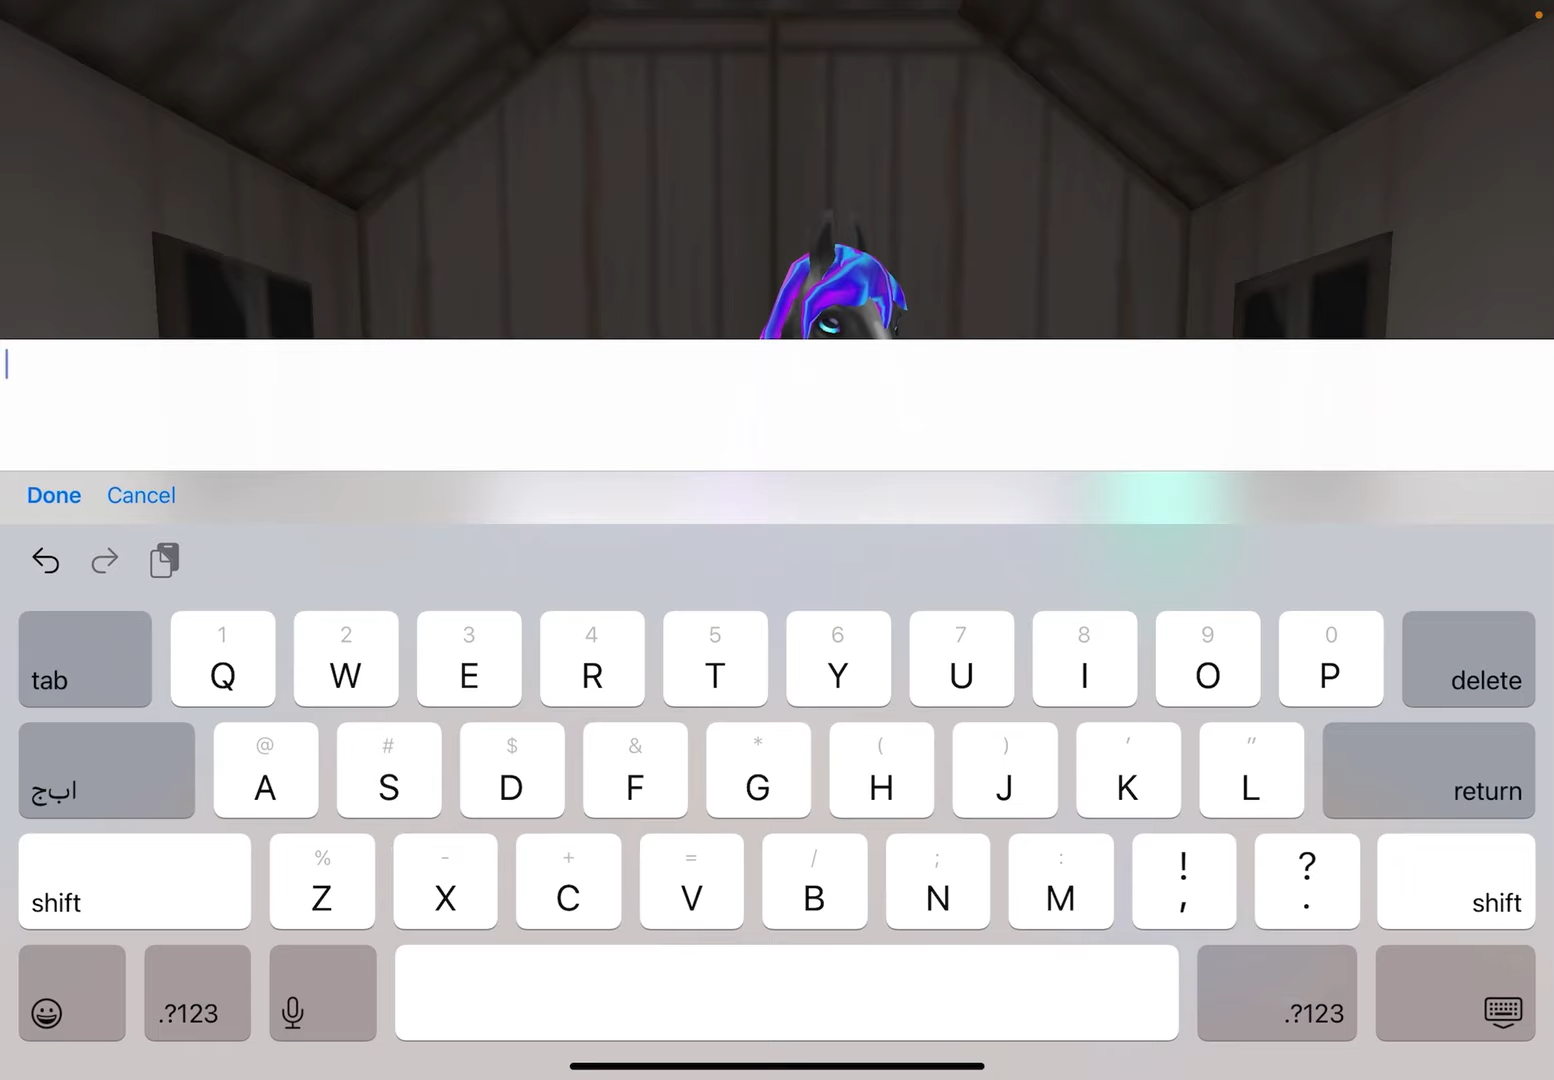 Done Cancel
1 2 3 4 5 6 7 8 9 0
tab Q W E R T Y U I O P delete
@ # $ & * ( ) ' "
ابج A S D F G H J K L return
% - + = / ; : ! ?
shift Z X C V B N M , . shift
.?123 .?123